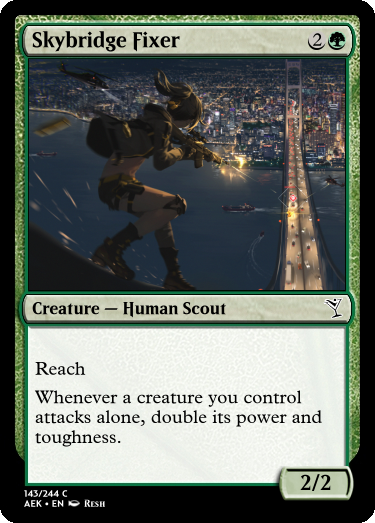 Skybridge Fixer 2
Creature — Human Scout
Reach
Whenever a creature you control
attacks alone, double its power and
toughness.
2/2
143/244 C
AEK • EN Resh